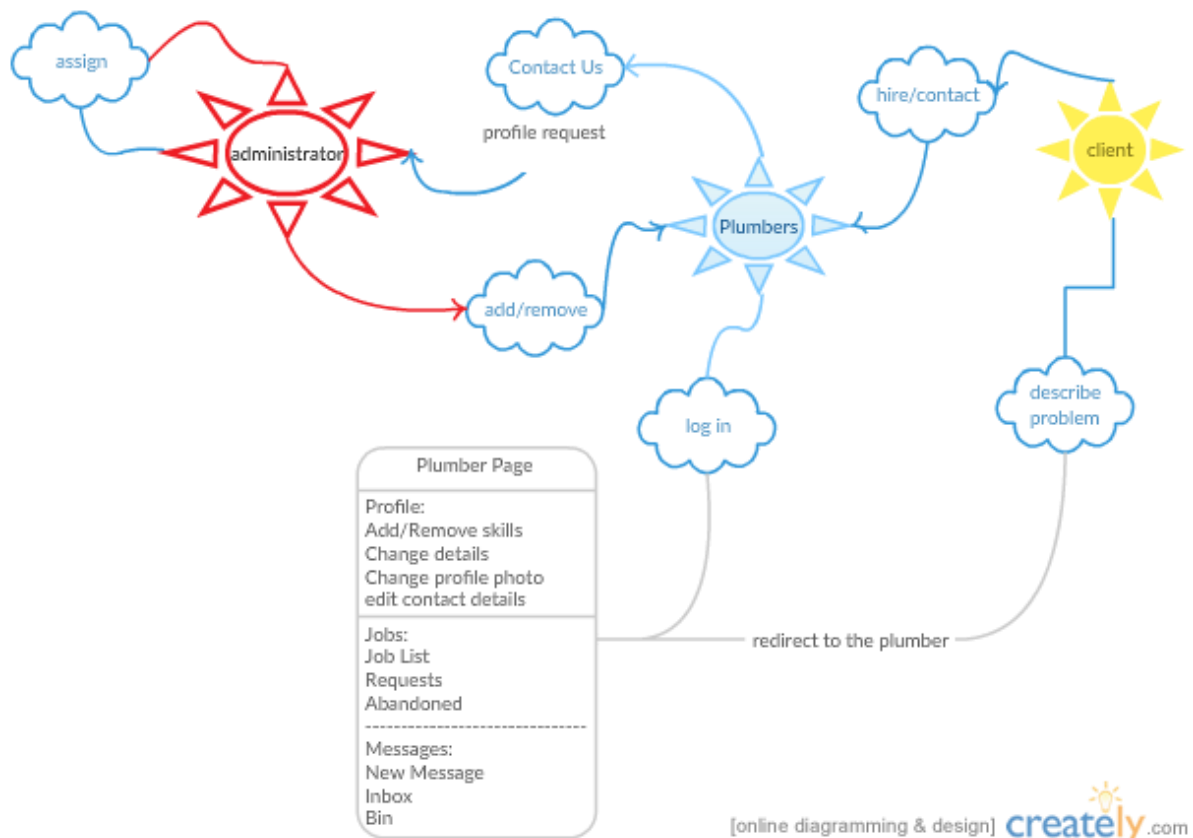 assign
administrator
Contact Us
profile request
hire/contact
client
Plumbers
add/remove
log in
describe
problem
Plumber Page
Profile:
Add/Remove skills
Change details
Change profile photo
edit contact details
Jobs:
Job List
Requests
Abandoned
--------------------------------
Messages:
New Message
Inbox
Bin
redirect to the plumber
[online diagramming & design] creately.com